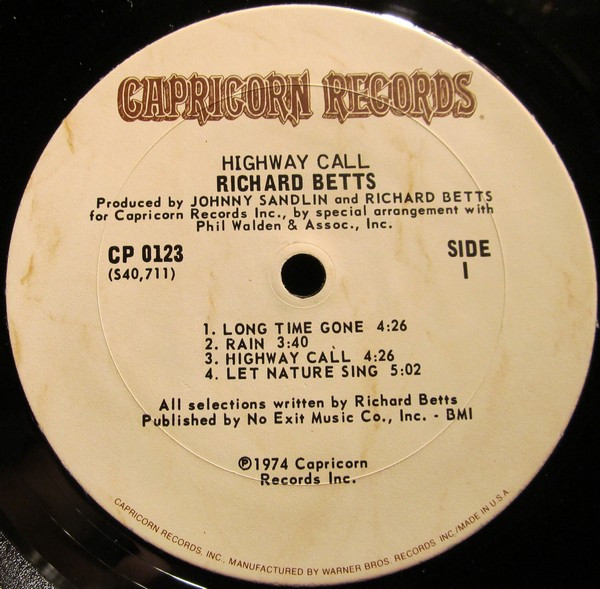 CAPRICORN RECORDS
HIGHWAY CALL
RICHARD BETTS
Produced by JOHNNY SANDLIN and RICHARD BETTS
for Capricorn Records Inc., by special arrangement with
Phil Walden & Assoc., Inc.
CP 0123
(S40,711)
SIDE
I
1. LONG TIME GONE 4:26
2. RAIN 3:40
3. HIGHWAY CALL 4:26
4. LET NATURE SING 5:02
All selections written by Richard Betts
Published by No Exit Music Co., Inc. - BMI
℗1974 Capricorn
Records Inc.
CAPRICORN RECORDS, INC., MANUFACTURED BY WARNER BROS. RECORDS INC./MADE IN U.S.A